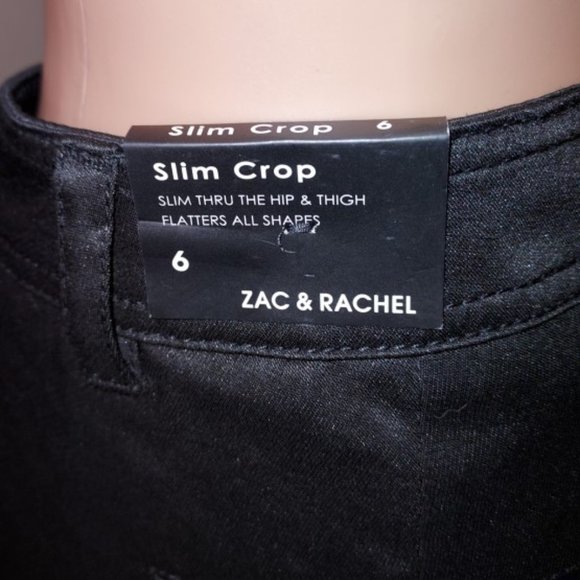 Slim Crop 6
Slim Crop
SLIM THRU THE HIP & THIGH
FLATTERS ALL SHAPES
6
ZAC & RACHEL